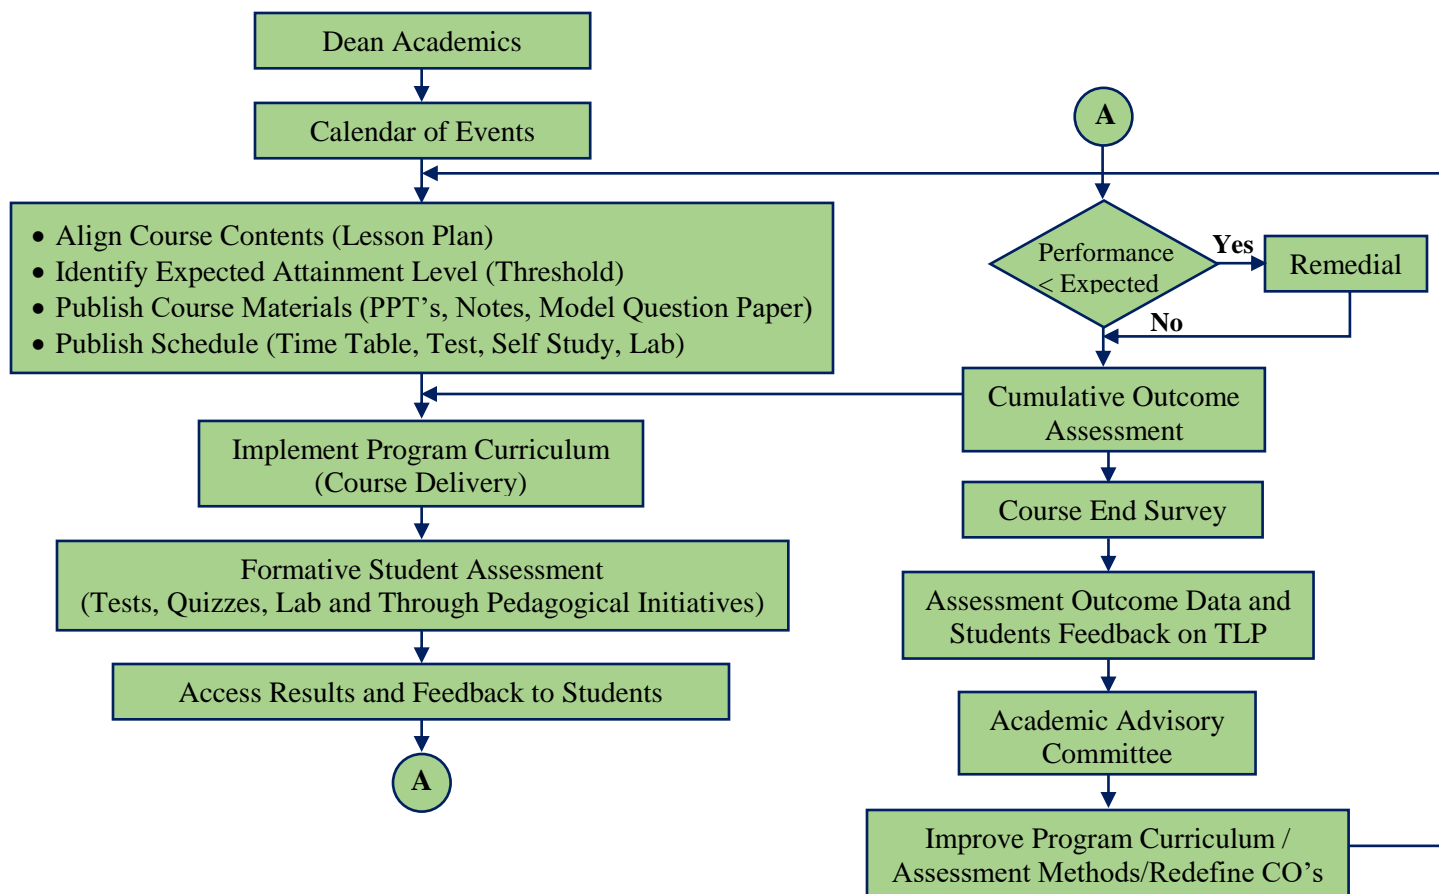 Dean Academics
Calendar of Events
• Align Course Contents (Lesson Plan)
• Identify Expected Attainment Level (Threshold)
• Publish Course Materials (PPT’s, Notes, Model Question Paper)
• Publish Schedule (Time Table, Test, Self Study, Lab)
Implement Program Curriculum
(Course Delivery)
Formative Student Assessment
(Tests, Quizzes, Lab and Through Pedagogical Initiatives)
Access Results and Feedback to Students
A
A
Performance
< Expected
Yes
Remedial
No
Cumulative Outcome
Assessment
Course End Survey
Assessment Outcome Data and
Students Feedback on TLP
Academic Advisory
Committee
Improve Program Curriculum /
Assessment Methods/Redefine CO’s